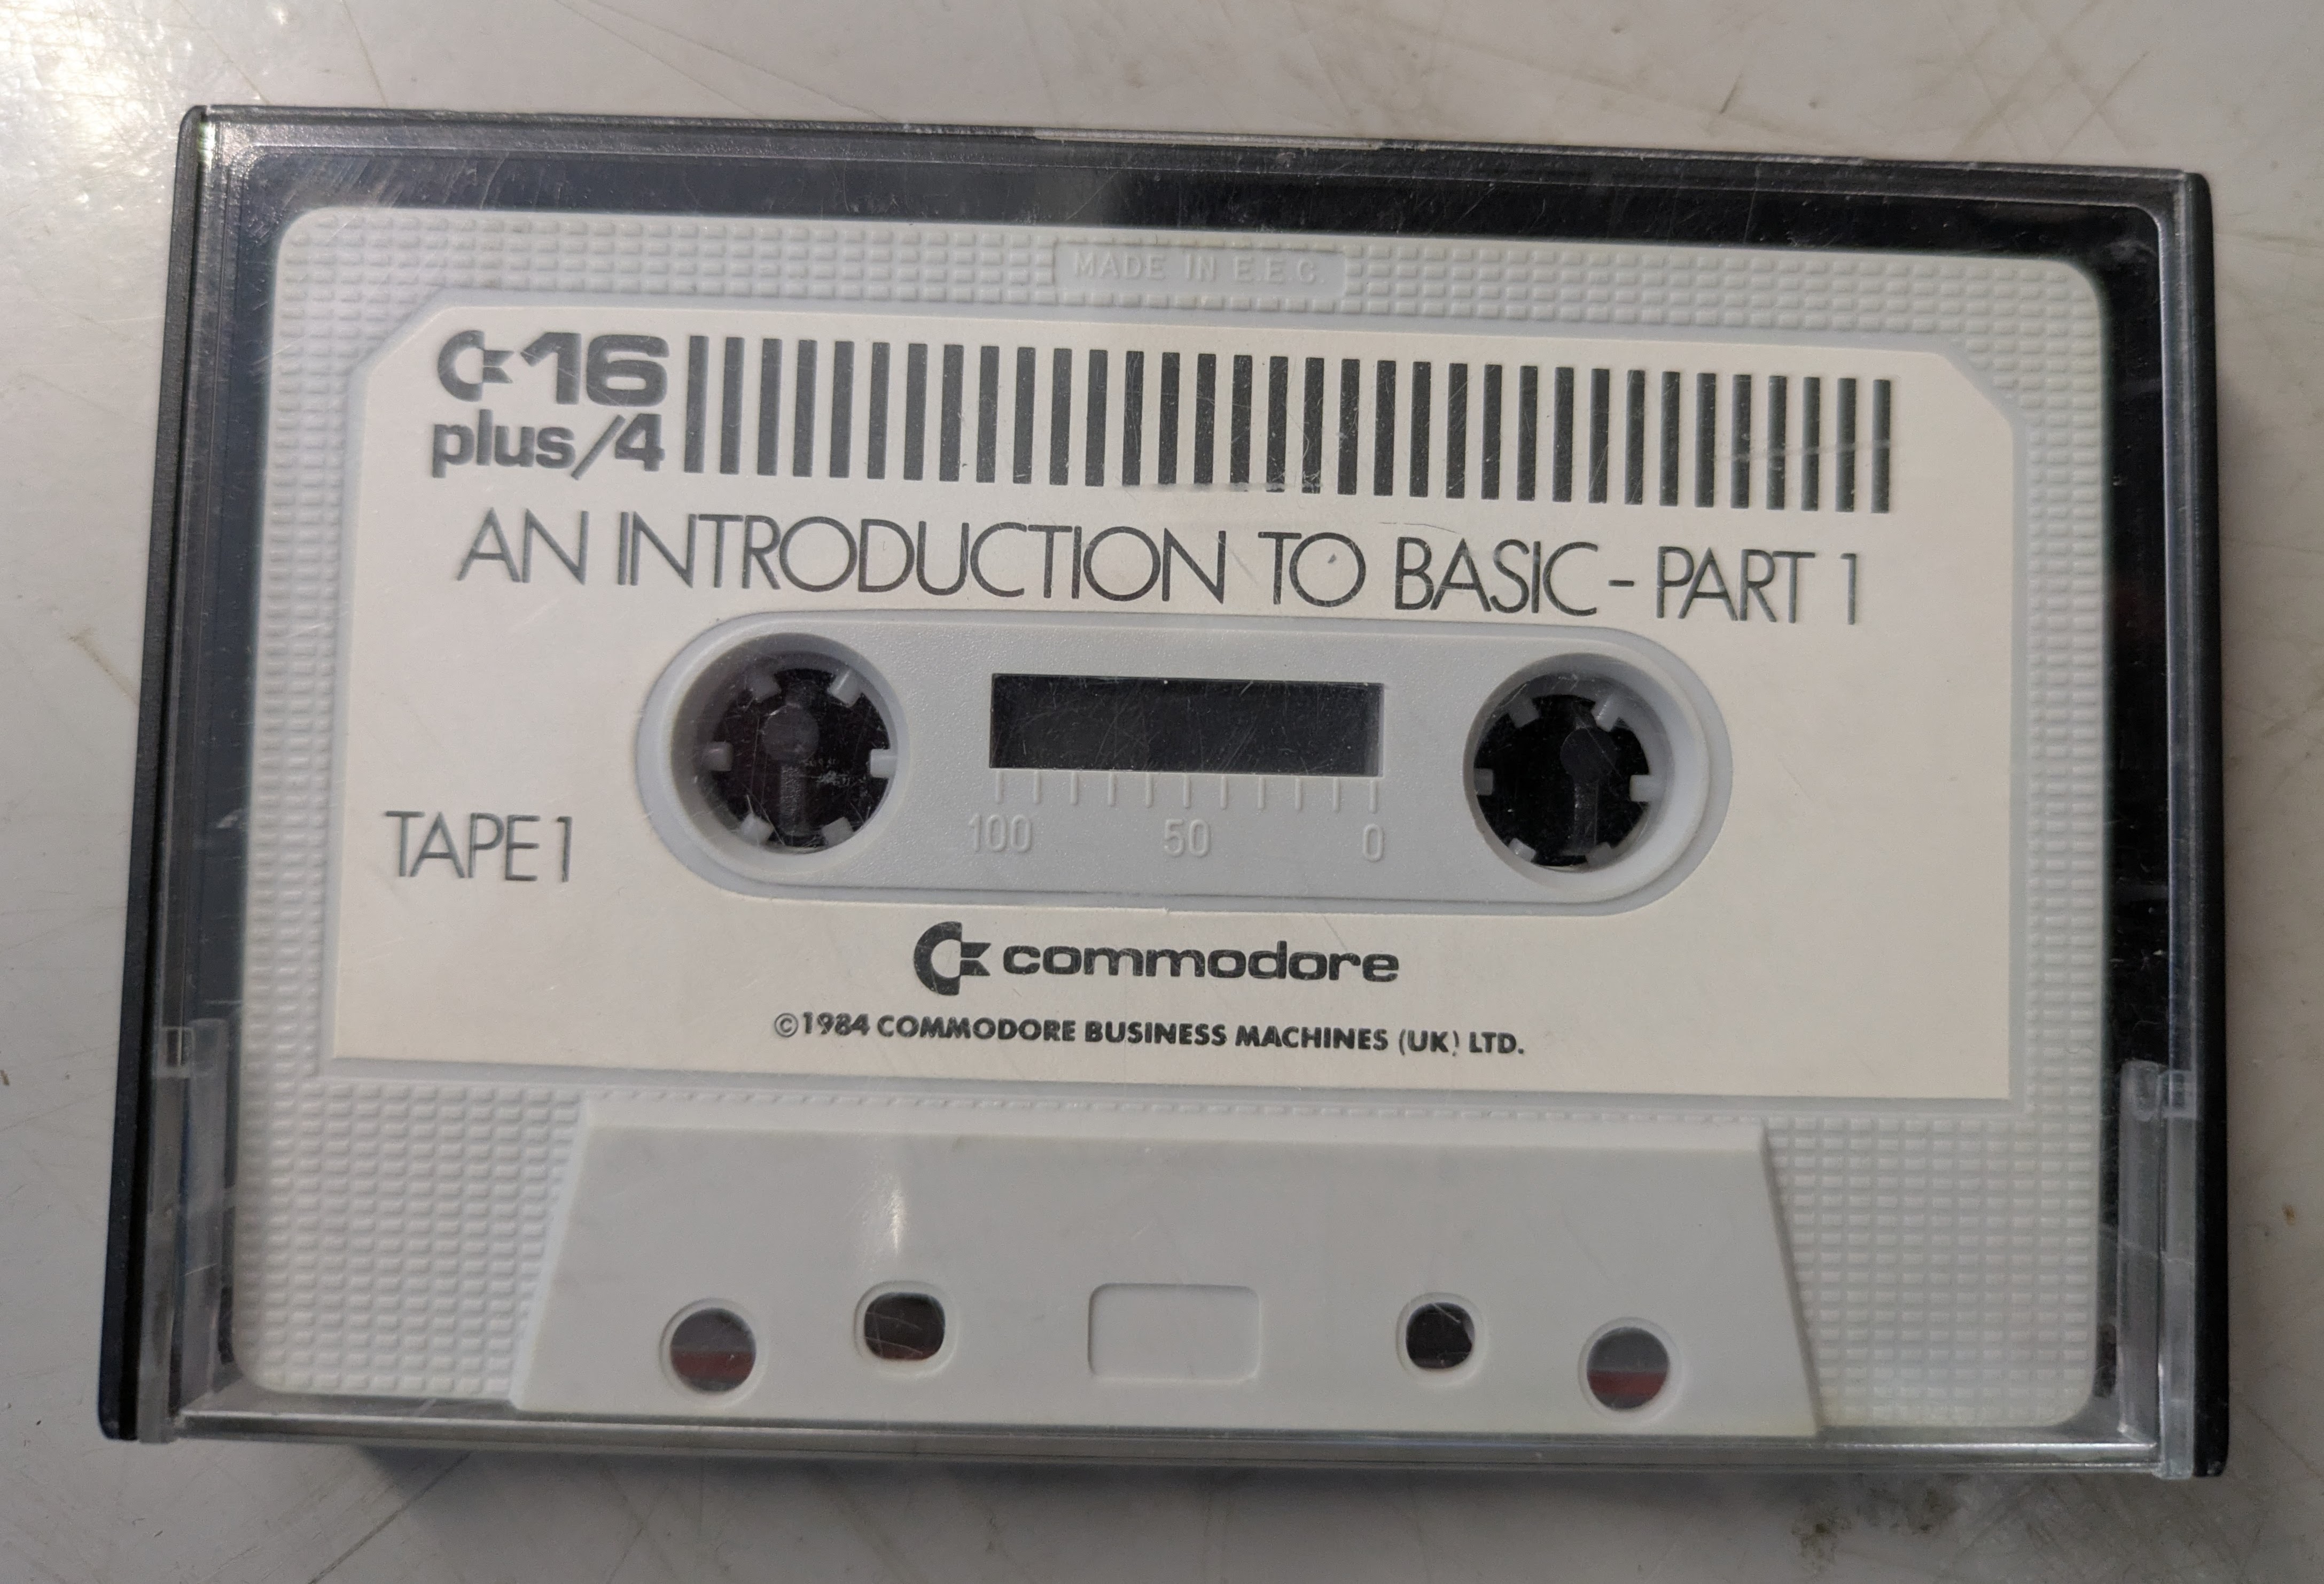 MADE IN E.E.C.
C16
plus/4
AN INTRODUCTION TO BASIC - PART 1
100 50 0
TAPE 1
commodore
©1984 COMMODORE BUSINESS MACHINES (UK) LTD.